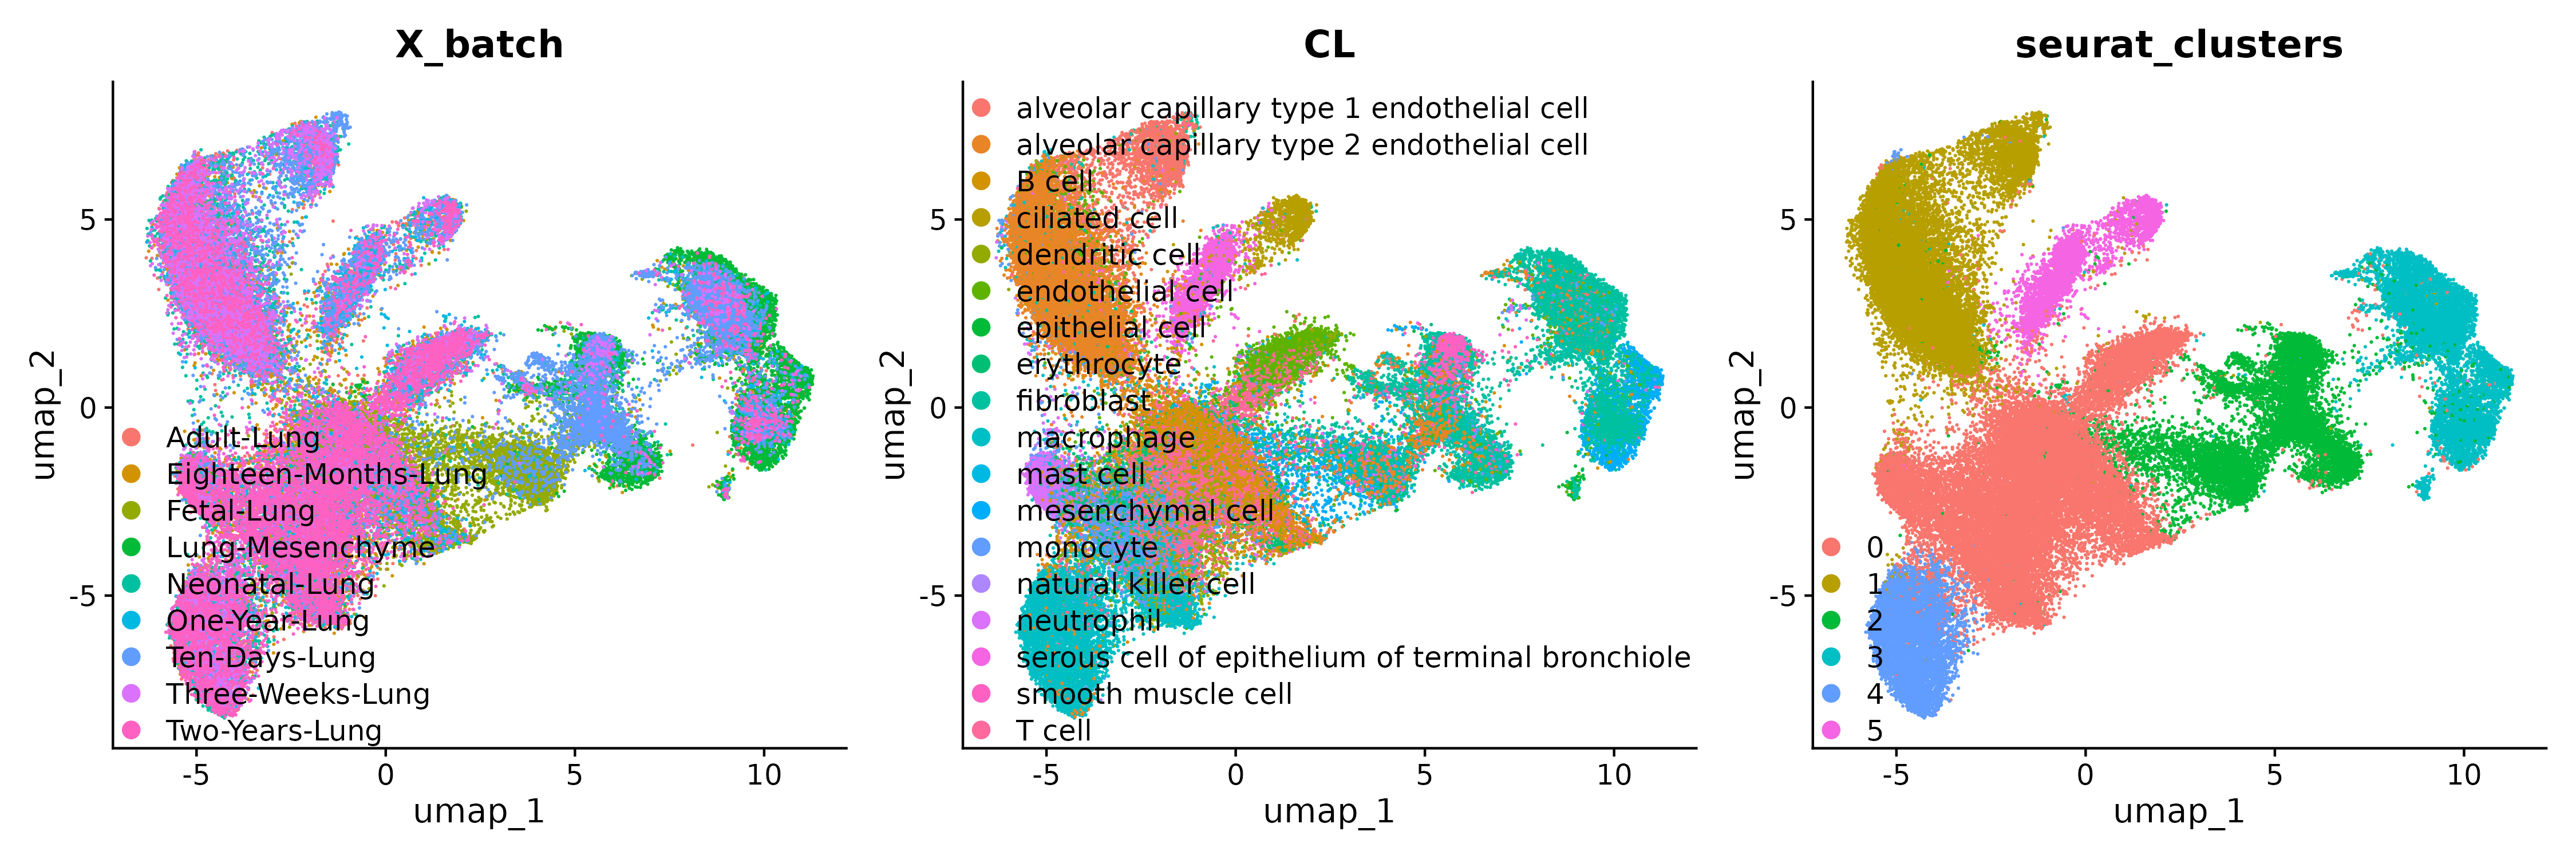 X_batch
umap_2
5
0
-5
Adult-Lung
Eighteen-Months-Lung
Fetal-Lung
Lung-Mesenchyme
Neonatal-Lung
One-Year-Lung
Ten-Days-Lung
Three-Weeks-Lung
Two-Years-Lung
-5 0 5 10
umap_1
CL
umap_2
5
0
-5
alveolar capillary type 1 endothelial cell
alveolar capillary type 2 endothelial cell
B cell
ciliated cell
dendritic cell
endothelial cell
epithelial cell
erythrocyte
fibroblast
macrophage
mast cell
mesenchymal cell
monocyte
natural killer cell
neutrophil
serous cell of epithelium of terminal bronchiole
smooth muscle cell
T cell
-5 0 5 10
umap_1
seurat_clusters
umap_2
5
0
-5
0
1
2
3
4
5
-5 0 5 10
umap_1